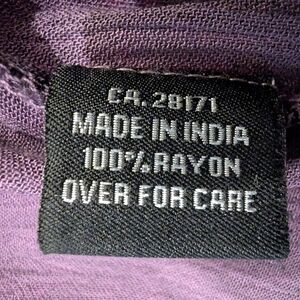 CA. 28171
MADE IN INDIA
100% RAYON
OVER FOR CARE